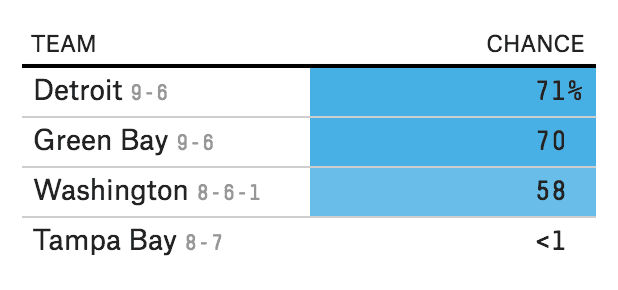 TEAM CHANCE
Detroit 9-6 71%
Green Bay 9-6 70
Washington 8-6-1 58
Tampa Bay 8-7 <1